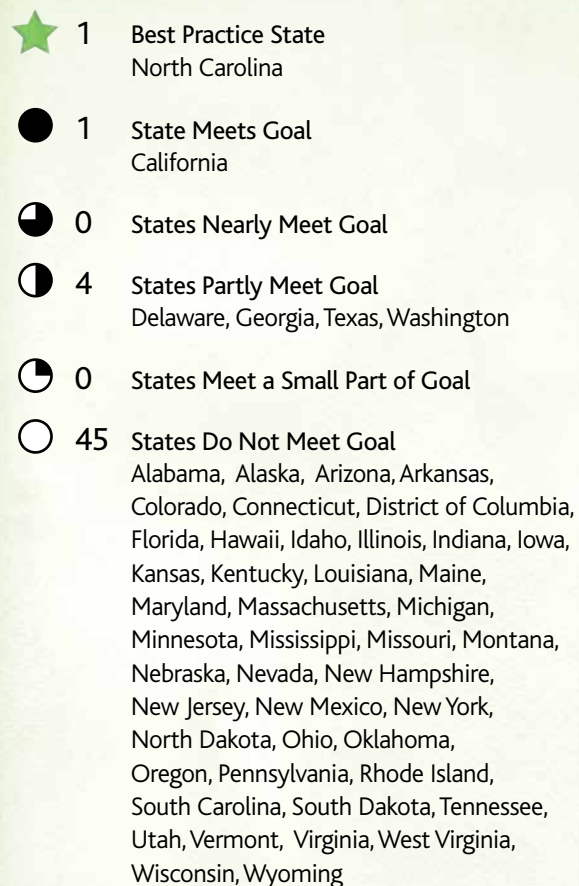 1 Best Practice State
North Carolina
1 State Meets Goal
California
0 States Nearly Meet Goal
4 States Partly Meet Goal
Delaware, Georgia, Texas, Washington
0 States Meet a Small Part of Goal
45 States Do Not Meet Goal
Alabama, Alaska, Arizona, Arkansas,
Colorado, Connecticut, District of Columbia,
Florida, Hawaii, Idaho, Illinois, Indiana, Iowa,
Kansas, Kentucky, Louisiana, Maine,
Maryland, Massachusetts, Michigan,
Minnesota, Mississippi, Missouri, Montana,
Nebraska, Nevada, New Hampshire,
New Jersey, New Mexico, New York,
North Dakota, Ohio, Oklahoma,
Oregon, Pennsylvania, Rhode Island,
South Carolina, South Dakota, Tennessee,
Utah, Vermont, Virginia, West Virginia,
Wisconsin, Wyoming